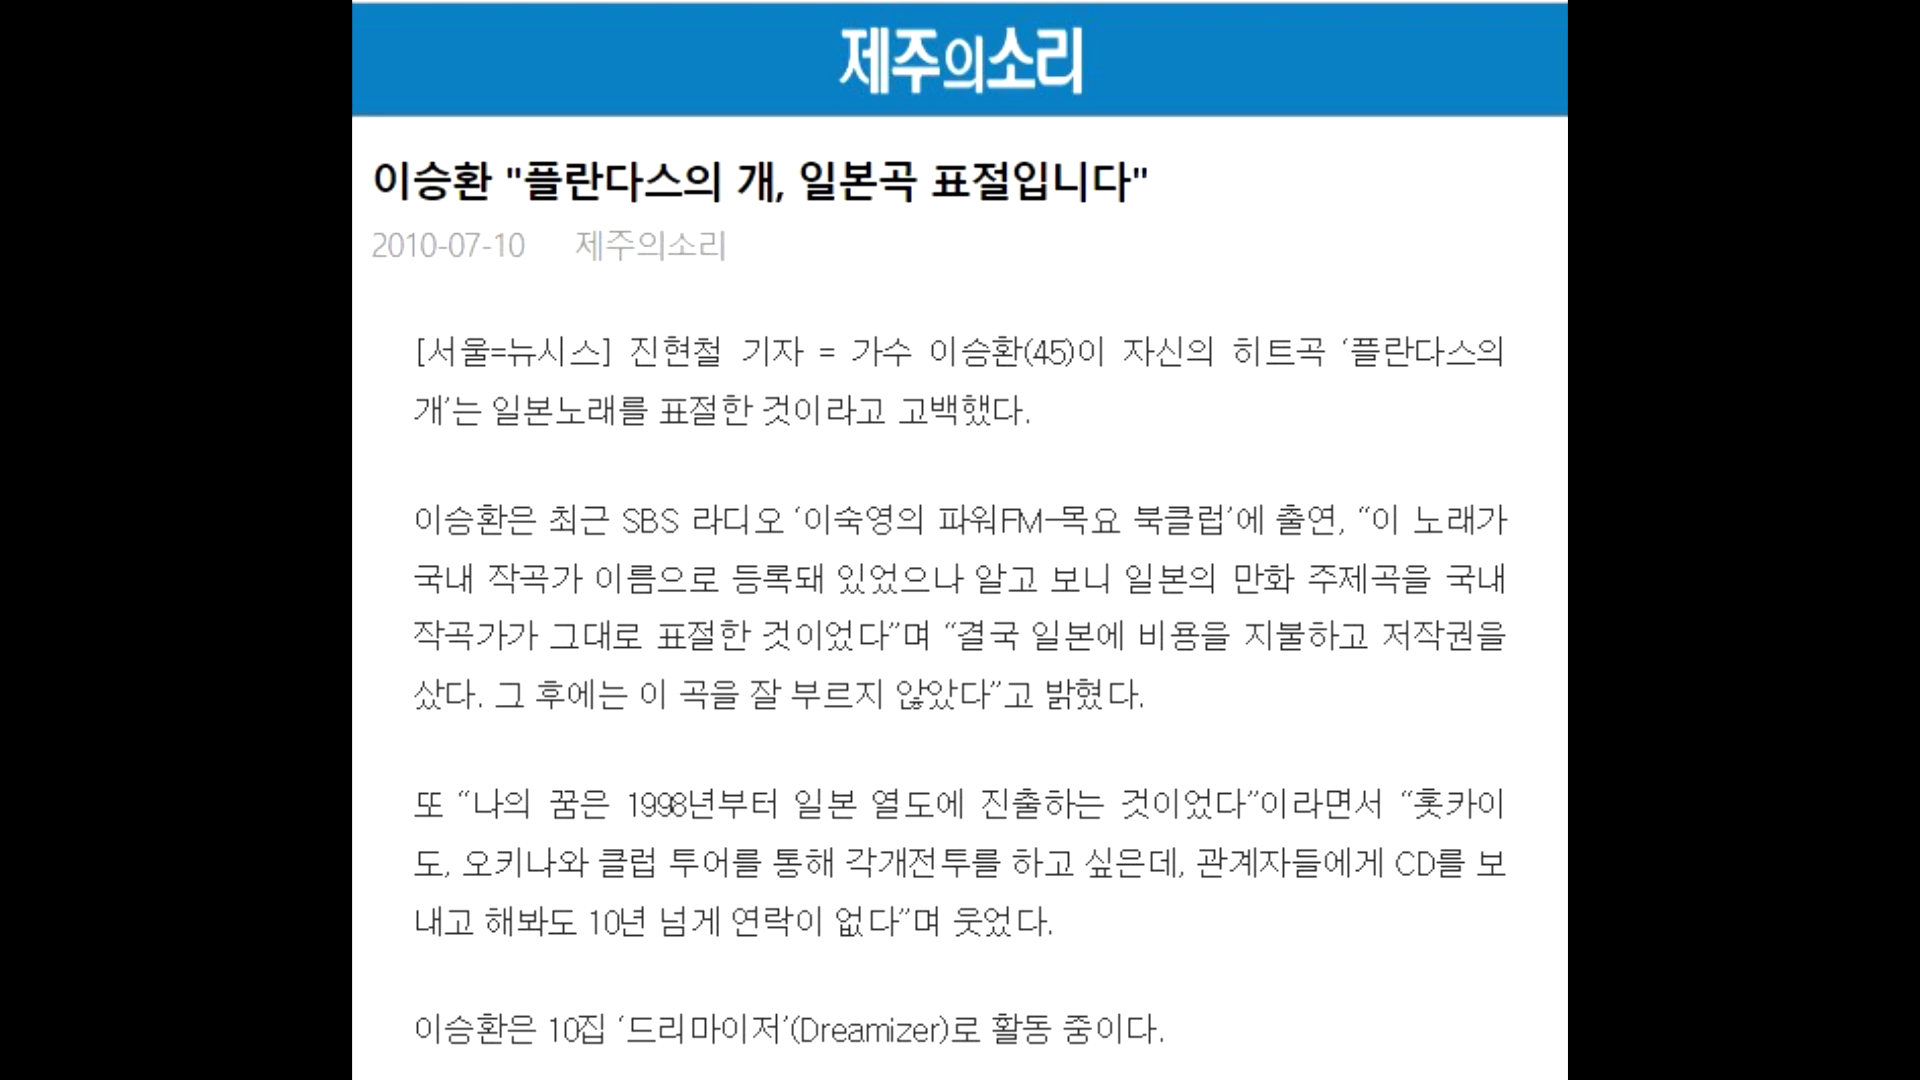 제주의소리
이승환 "플란다스의 개, 일본곡 표절입니다"
2010-07-10 제주의소리
[서울=뉴시스] 진현철 기자 = 가수 이승환(45)이 자신의 히트곡 ‘플란다스의
개’는 일본노래를 표절한 것이라고 고백했다.
이승환은 최근 SBS 라디오 ‘이숙영의 파워FM-목요 북클럽’에 출연, “이 노래가
국내 작곡가 이름으로 등록돼 있었으나 알고 보니 일본의 만화 주제곡을 국내
작곡가가 그대로 표절한 것이었다”며 “결국 일본에 비용을 지불하고 저작권을
샀다. 그 후에는 이 곡을 잘 부르지 않았다”고 밝혔다.
또 “나의 꿈은 1998년부터 일본 열도에 진출하는 것이었다”이라면서 “홋카이
도, 오키나와 클럽 투어를 통해 각개전투를 하고 싶은데, 관계자들에게 CD를 보
내고 해봐도 10년 넘게 연락이 없다”며 웃었다.
이승환은 10집 ‘드리마이저’(Dreamizer)로 활동 중이다.